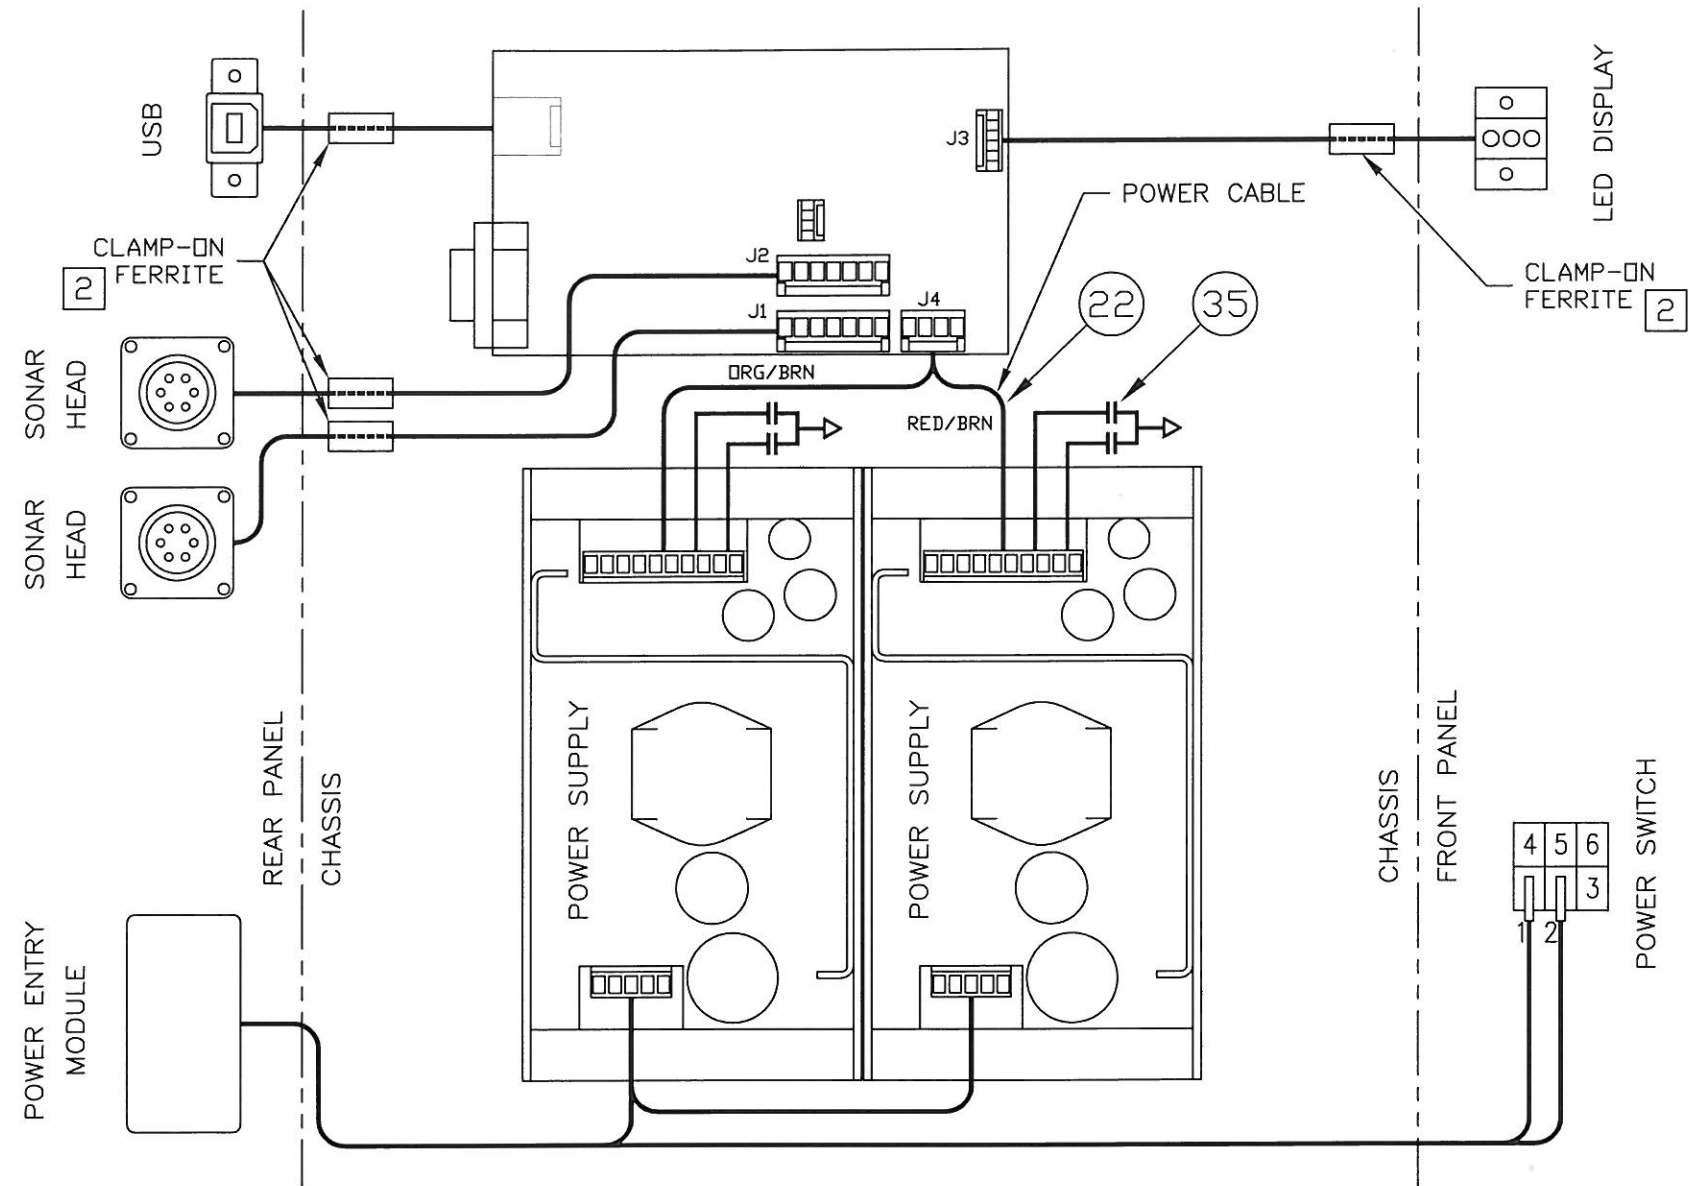 USB
CLAMP-ON
FERRITE
2
SONAR
HEAD
SONAR
HEAD
REAR PANEL
CHASSIS
POWER ENTRY
MODULE
J3
J2
J1
J4
POWER CABLE
22
35
ORG/BRN
RED/BRN
POWER SUPPLY
POWER SUPPLY
LED DISPLAY
CLAMP-ON
FERRITE
2
CHASSIS
FRONT PANEL
4 5 6
3
1 2
POWER SWITCH